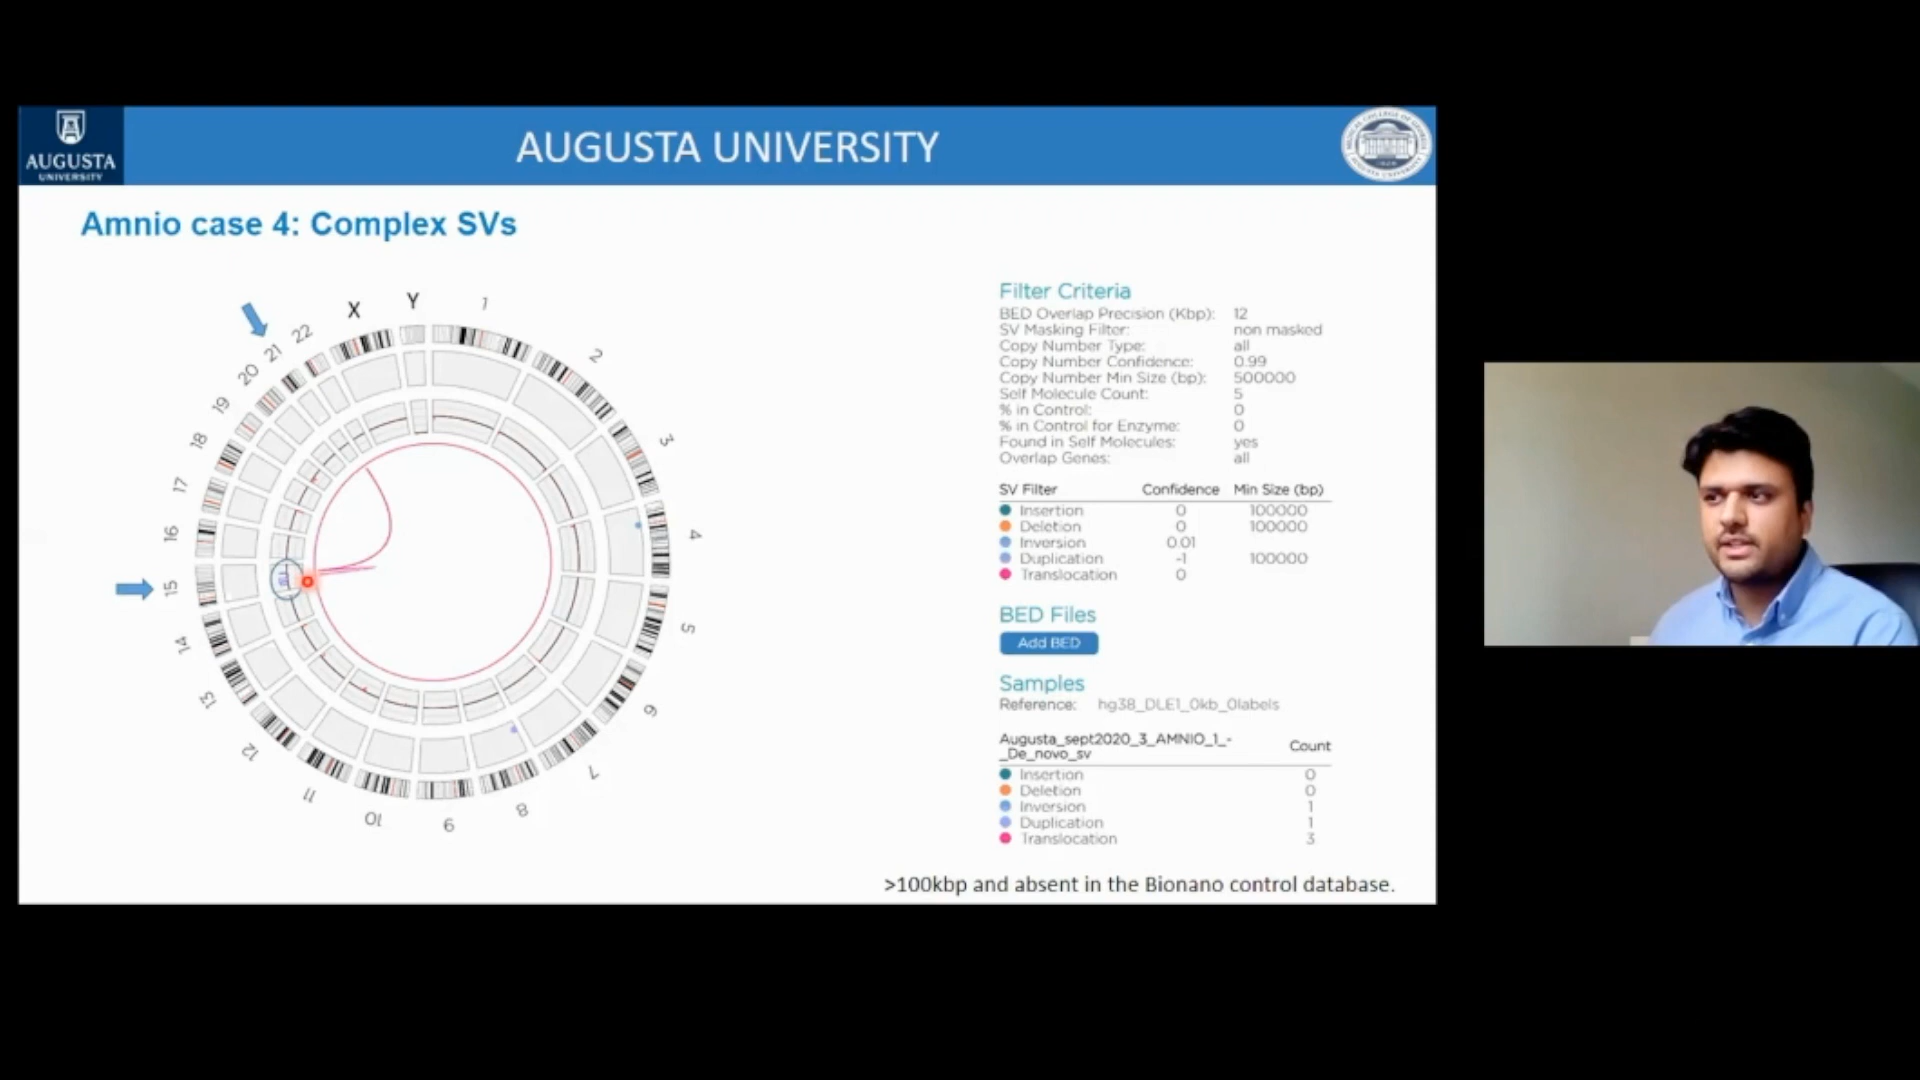 AUGUSTA
UNIVERSITY
AUGUSTA UNIVERSITY
Amnio case 4: Complex SVs
X
Y
1
2
3
4
5
6
7
8
9
10
11
12
13
14
15
16
17
18
19
20
21
22
Filter Criteria
BED Overlap Precision (Kbp): 12
SV Masking Filter: non masked
Copy Number Type: all
Copy Number Confidence: 0.99
Copy Number Min Size (bp): 500000
Self Molecule Count: 5
% in Control: 0
% in Control for Enzyme: 0
Found in Self Molecules: yes
Overlap Genes: all
SV Filter Confidence Min Size (bp)
Insertion 0 100000
Deletion 0 100000
Inversion 0.01
Duplication -1 100000
Translocation 0
BED Files
Add BED
Samples
Reference: hg38_DLE1_0kb_0labels
Augusta_sept2020_3_AMNIO_1_-
_De_novo_sv Count
Insertion 0
Deletion 0
Inversion 1
Duplication 1
Translocation 3
>100kbp and absent in the Bionano control database.